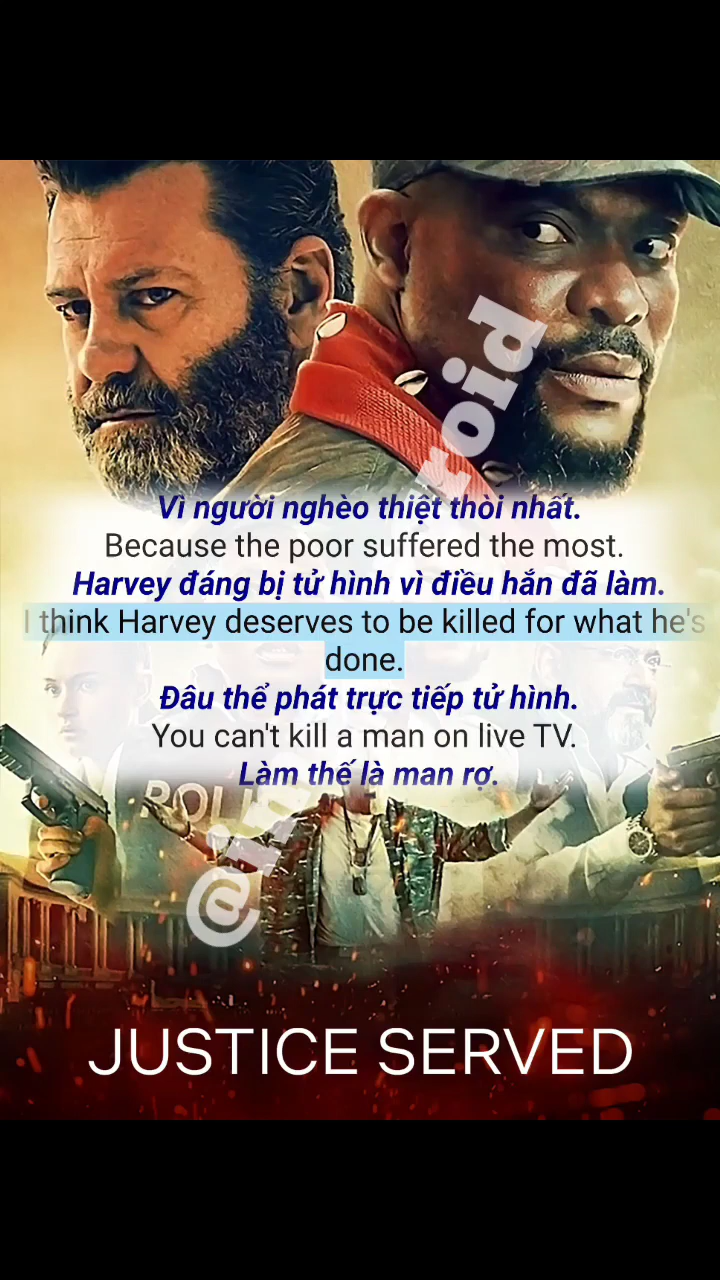 Vì người nghèo thiệt thòi nhất.
Because the poor suffered the most.
Harvey đáng bị tử hình vì điều hắn đã làm.
I think Harvey deserves to be killed for what he's
done.
Đâu thể phát trực tiếp tử hình.
You can't kill a man on live TV.
Làm thế là man rợ.
JUSTICE SERVED